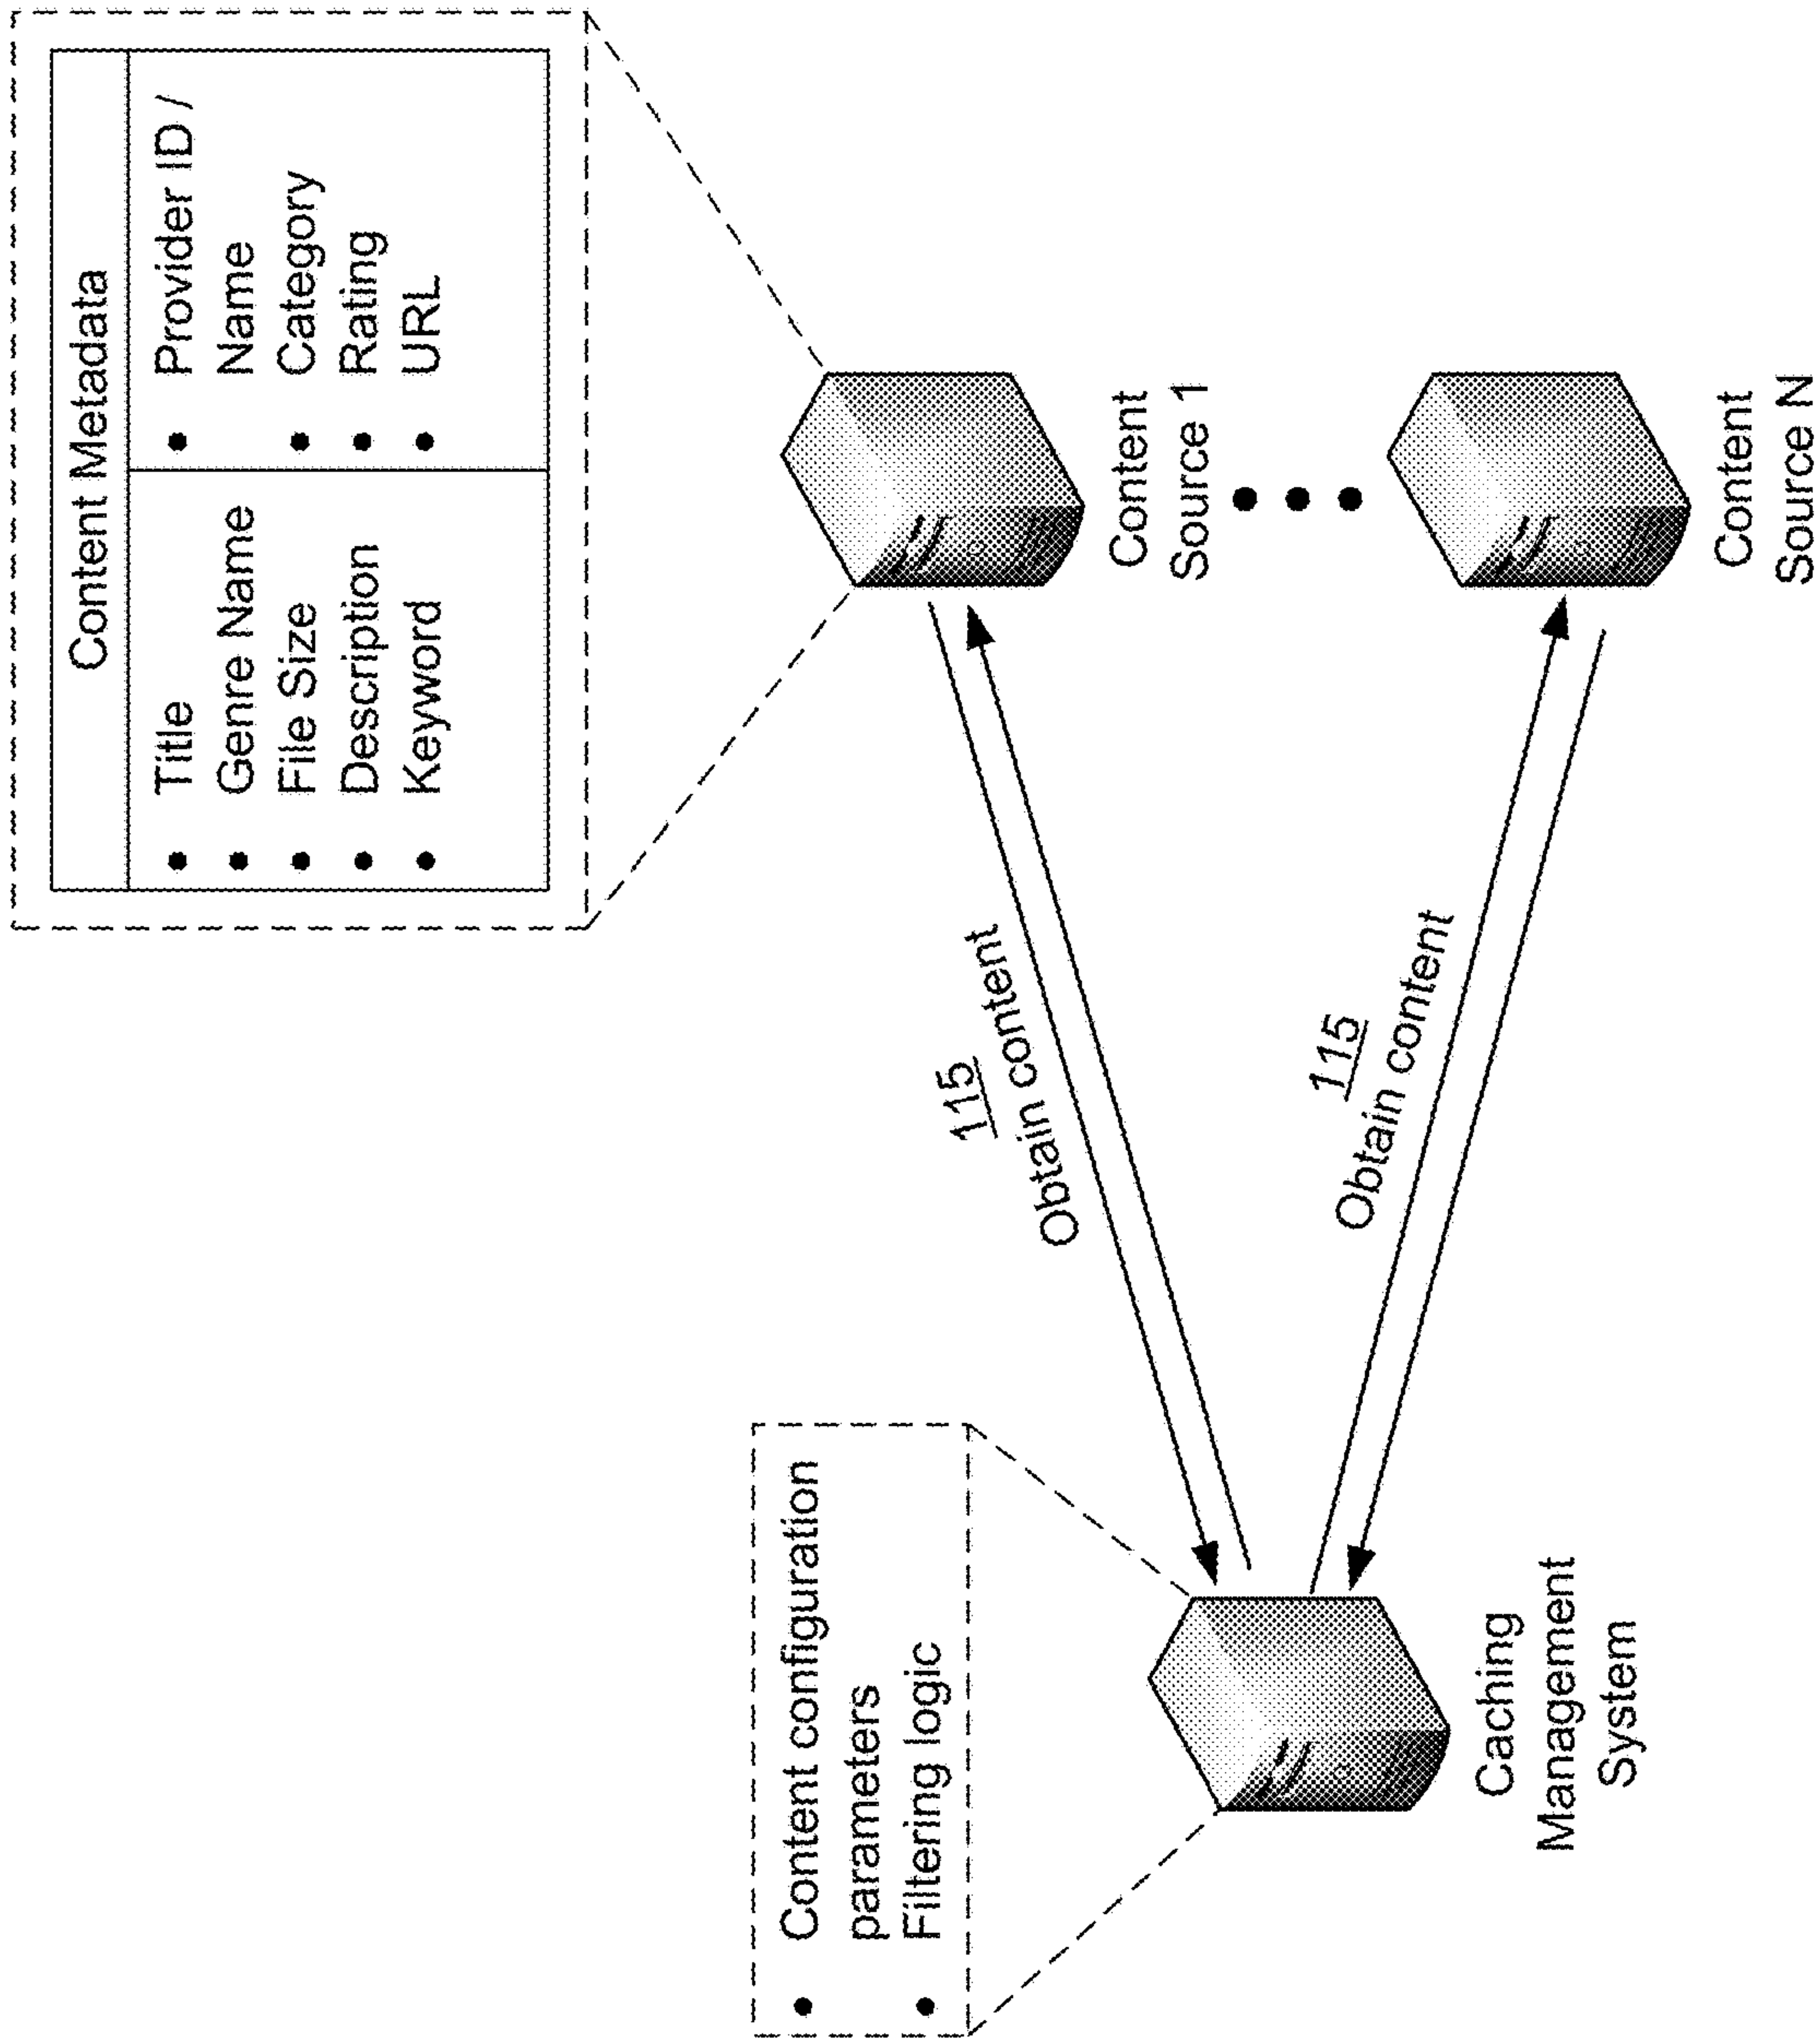 Content Metadata
• Title
• Genre Name
• File Size
• Description
• Keyword
• Provider ID /
Name
• Category
• Rating
• URL
• Content configuration
parameters
• Filtering logic
115
Obtain content
Content
Source 1
115
Obtain content
Caching
Management
System
Content
Source N